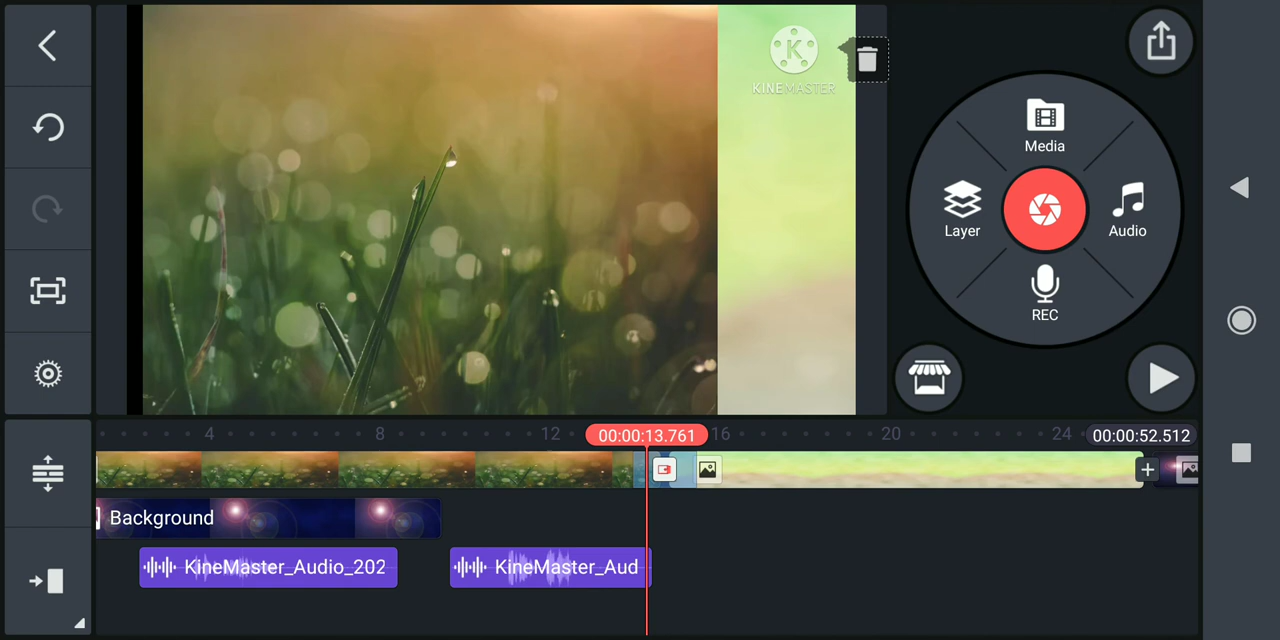 KINEMASTER
Media
Layer
Audio
REC
4
8
12
00:00:13.761
16
20
24
00:00:52.512
Background
KineMaster_Audio_202
KineMaster_Aud